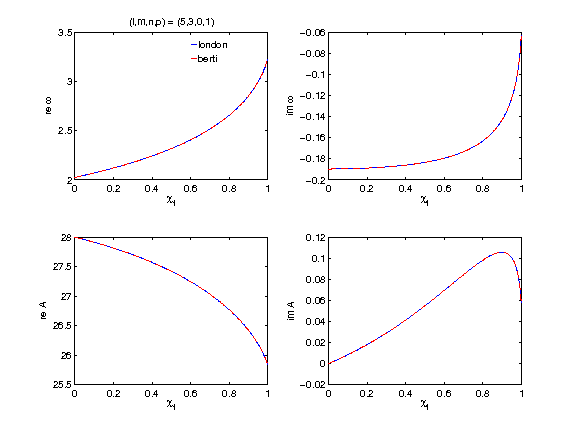 (l,m,n,p) = (5,3,0,1)
3.5
3
2.5
2
re ω
0 0.2 0.4 0.6 0.8 1
χf
london
berti
−0.06
−0.08
−0.1
−0.12
−0.14
−0.16
−0.18
−0.2
im ω
0 0.2 0.4 0.6 0.8 1
χf
28
27.5
27
26.5
26
25.5
re A
0 0.2 0.4 0.6 0.8 1
χf
0.12
0.1
0.08
0.06
0.04
0.02
0
−0.02
im A
0 0.2 0.4 0.6 0.8 1
χf